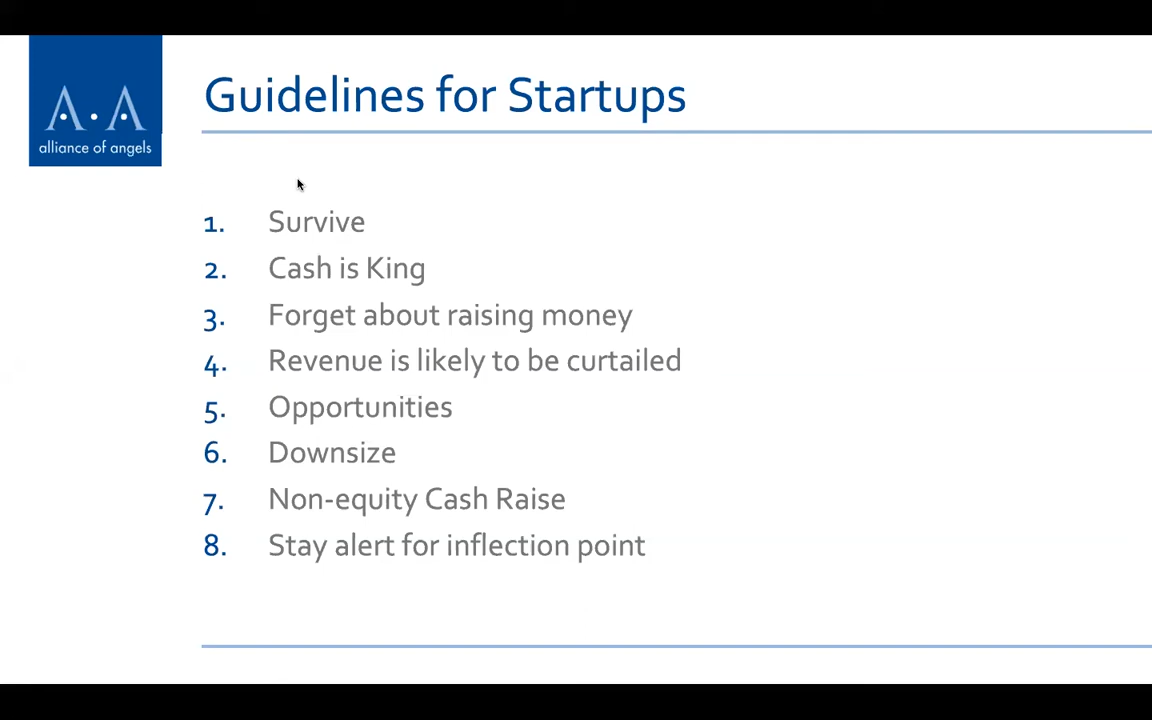 A.A
alliance of angels
Guidelines for Startups
1. Survive
2. Cash is King
3. Forget about raising money
4. Revenue is likely to be curtailed
5. Opportunities
6. Downsize
7. Non-equity Cash Raise
8. Stay alert for inflection point